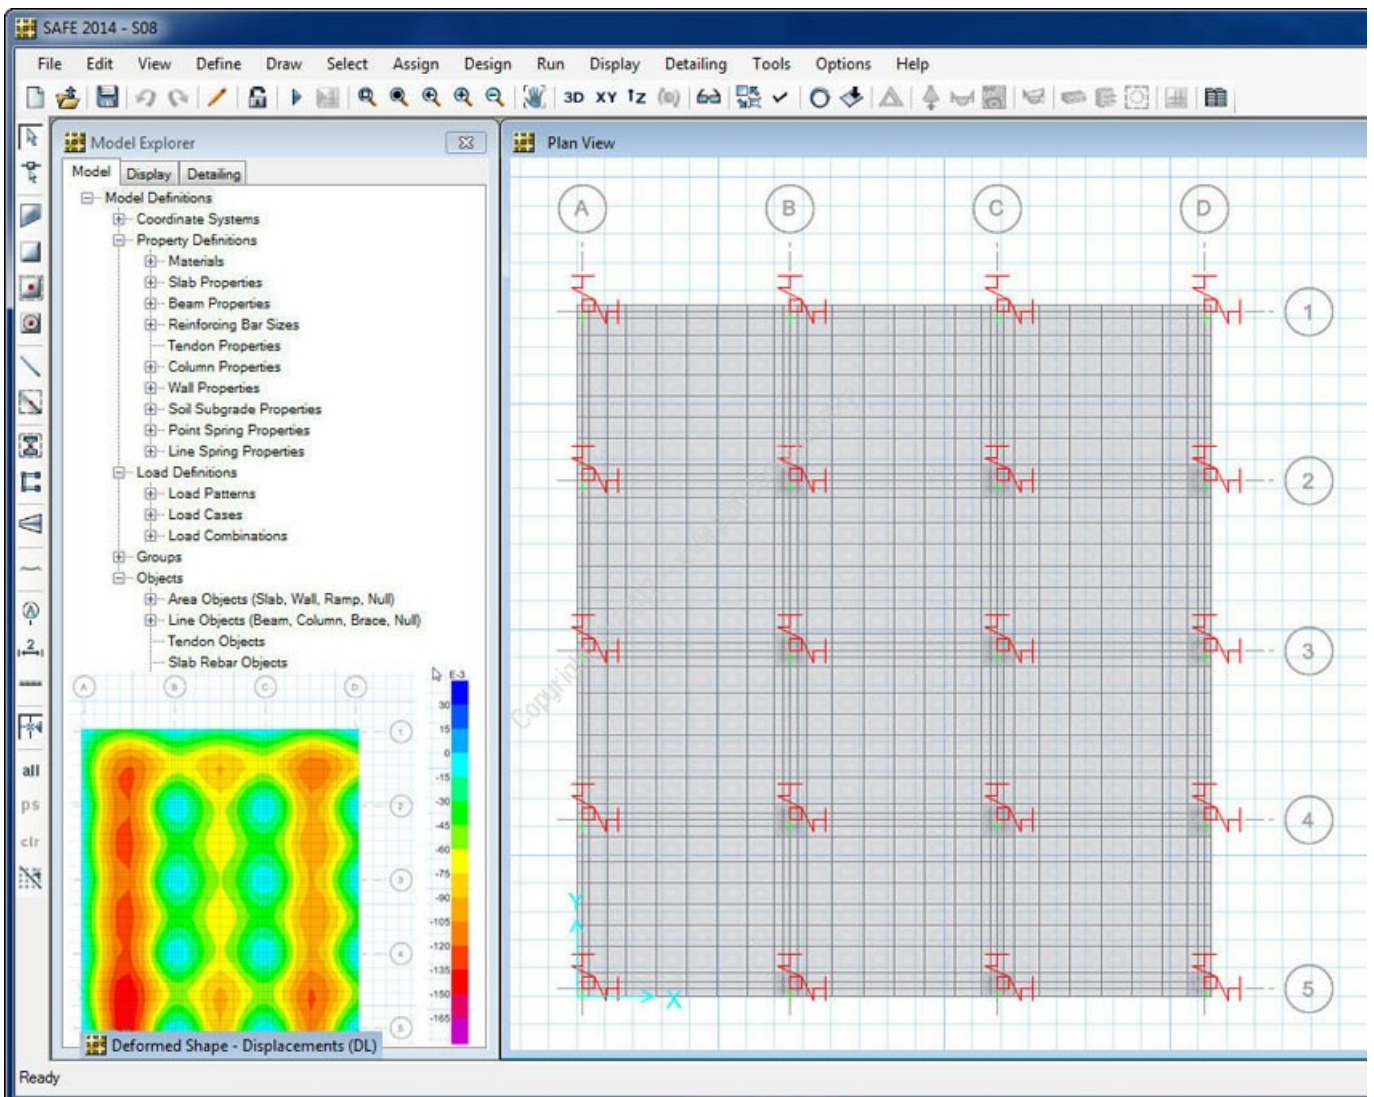 SAFE 2014 - S08
File Edit View Define Draw Select Assign Design Run Display Detailing Tools Options Help
3D XY
Model Explorer
Model Display Detailing
Model Definitions
Coordinate Systems
Property Definitions
Materials
Slab Properties
Beam Properties
Reinforcing Bar Sizes
Tendon Properties
Column Properties
Wall Properties
Soil Subgrade Properties
Point Spring Properties
Line Spring Properties
Load Definitions
Load Patterns
Load Cases
Load Combinations
Groups
Objects
Area Objects (Slab, Wall, Ramp, Null)
Line Objects (Beam, Column, Brace, Null)
Tendon Objects
Slab Rebar Objects
A B C D
1
2
3
4
5
E-3
30
15
0
-15
-30
-45
-60
-75
-90
-105
-120
-135
-150
-165
Deformed Shape - Displacements (DL)
all
ps
clr
Plan View
A B C D
1
2
3
4
5
Y
X
Ready